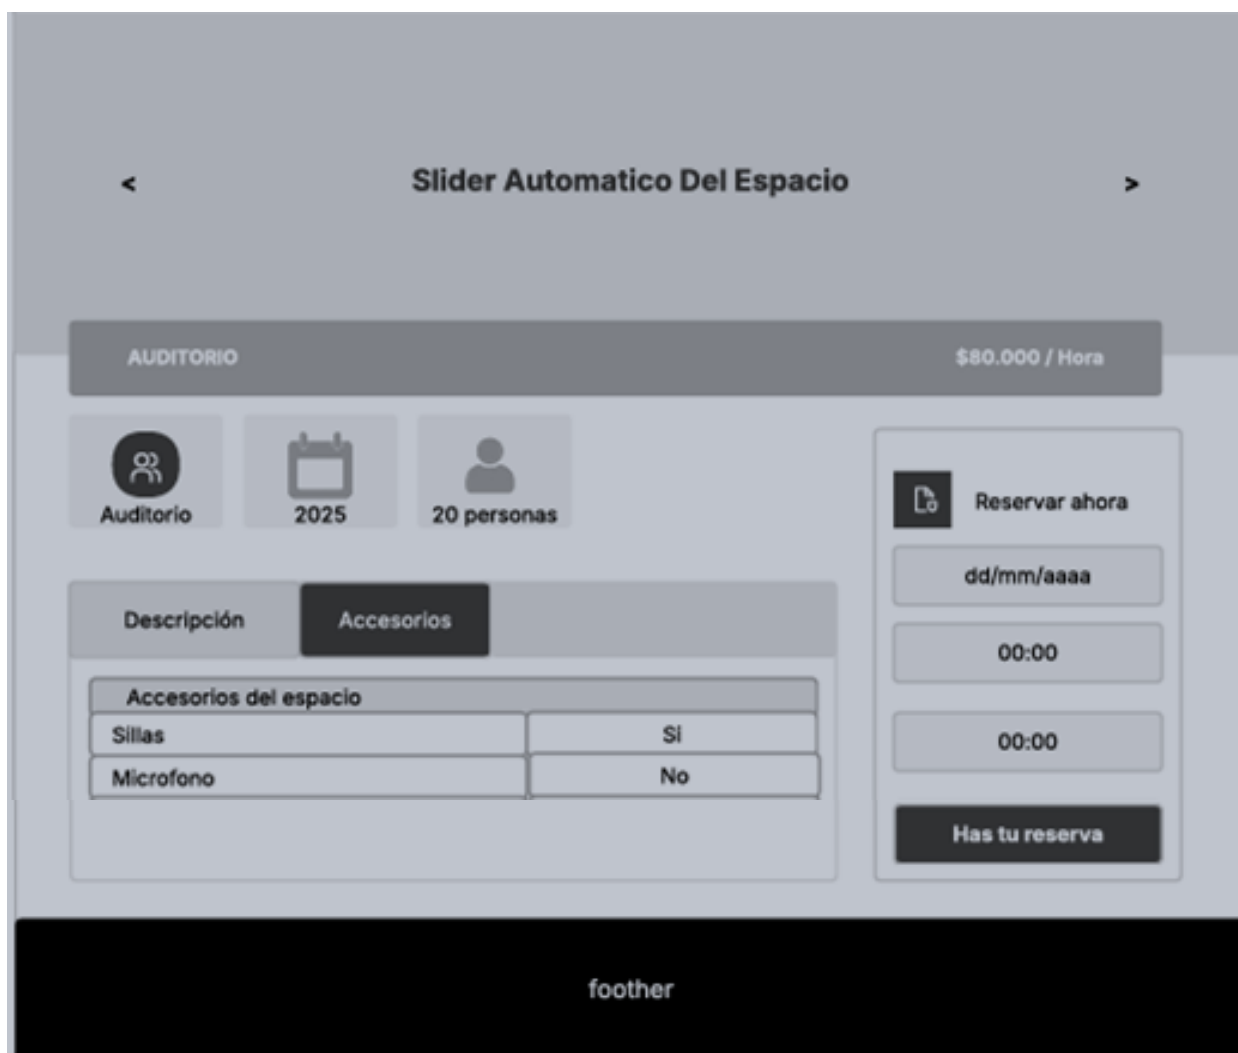 <
Slider Automatico Del Espacio
>
AUDITORIO
$80.000 / Hora
Auditorio
2025
20 personas
Reservar ahora
dd/mm/aaaa
00:00
00:00
Has tu reserva
Descripción
Accesorios
Accesorios del espacio
Sillas
Si
Microfono
No
foother